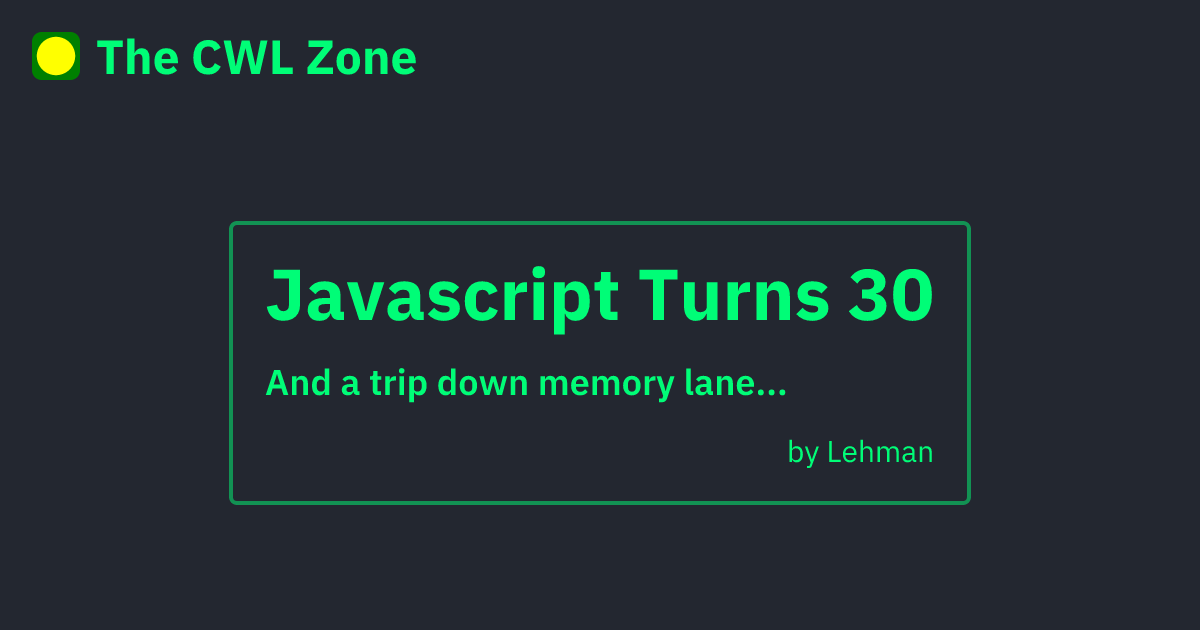 The CWL Zone
Javascript Turns 30
And a trip down memory lane...
by Lehman